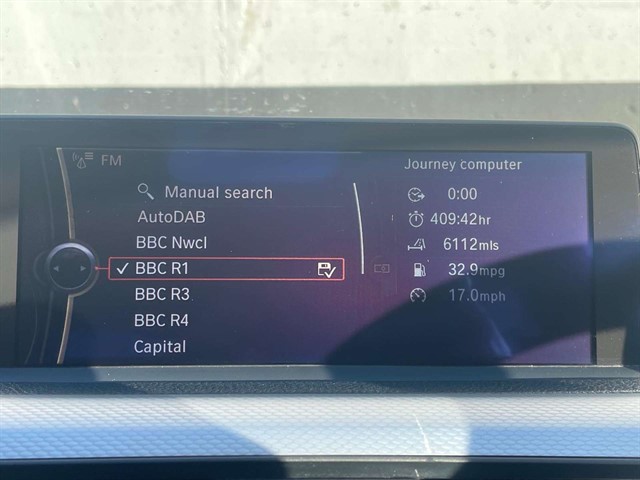 FM
Manual search
AutoDAB
BBC Nwcl
BBC R1
BBC R3
BBC R4
Capital
Journey computer
0:00
409:42hr
6112mls
32.9mpg
17.0mph